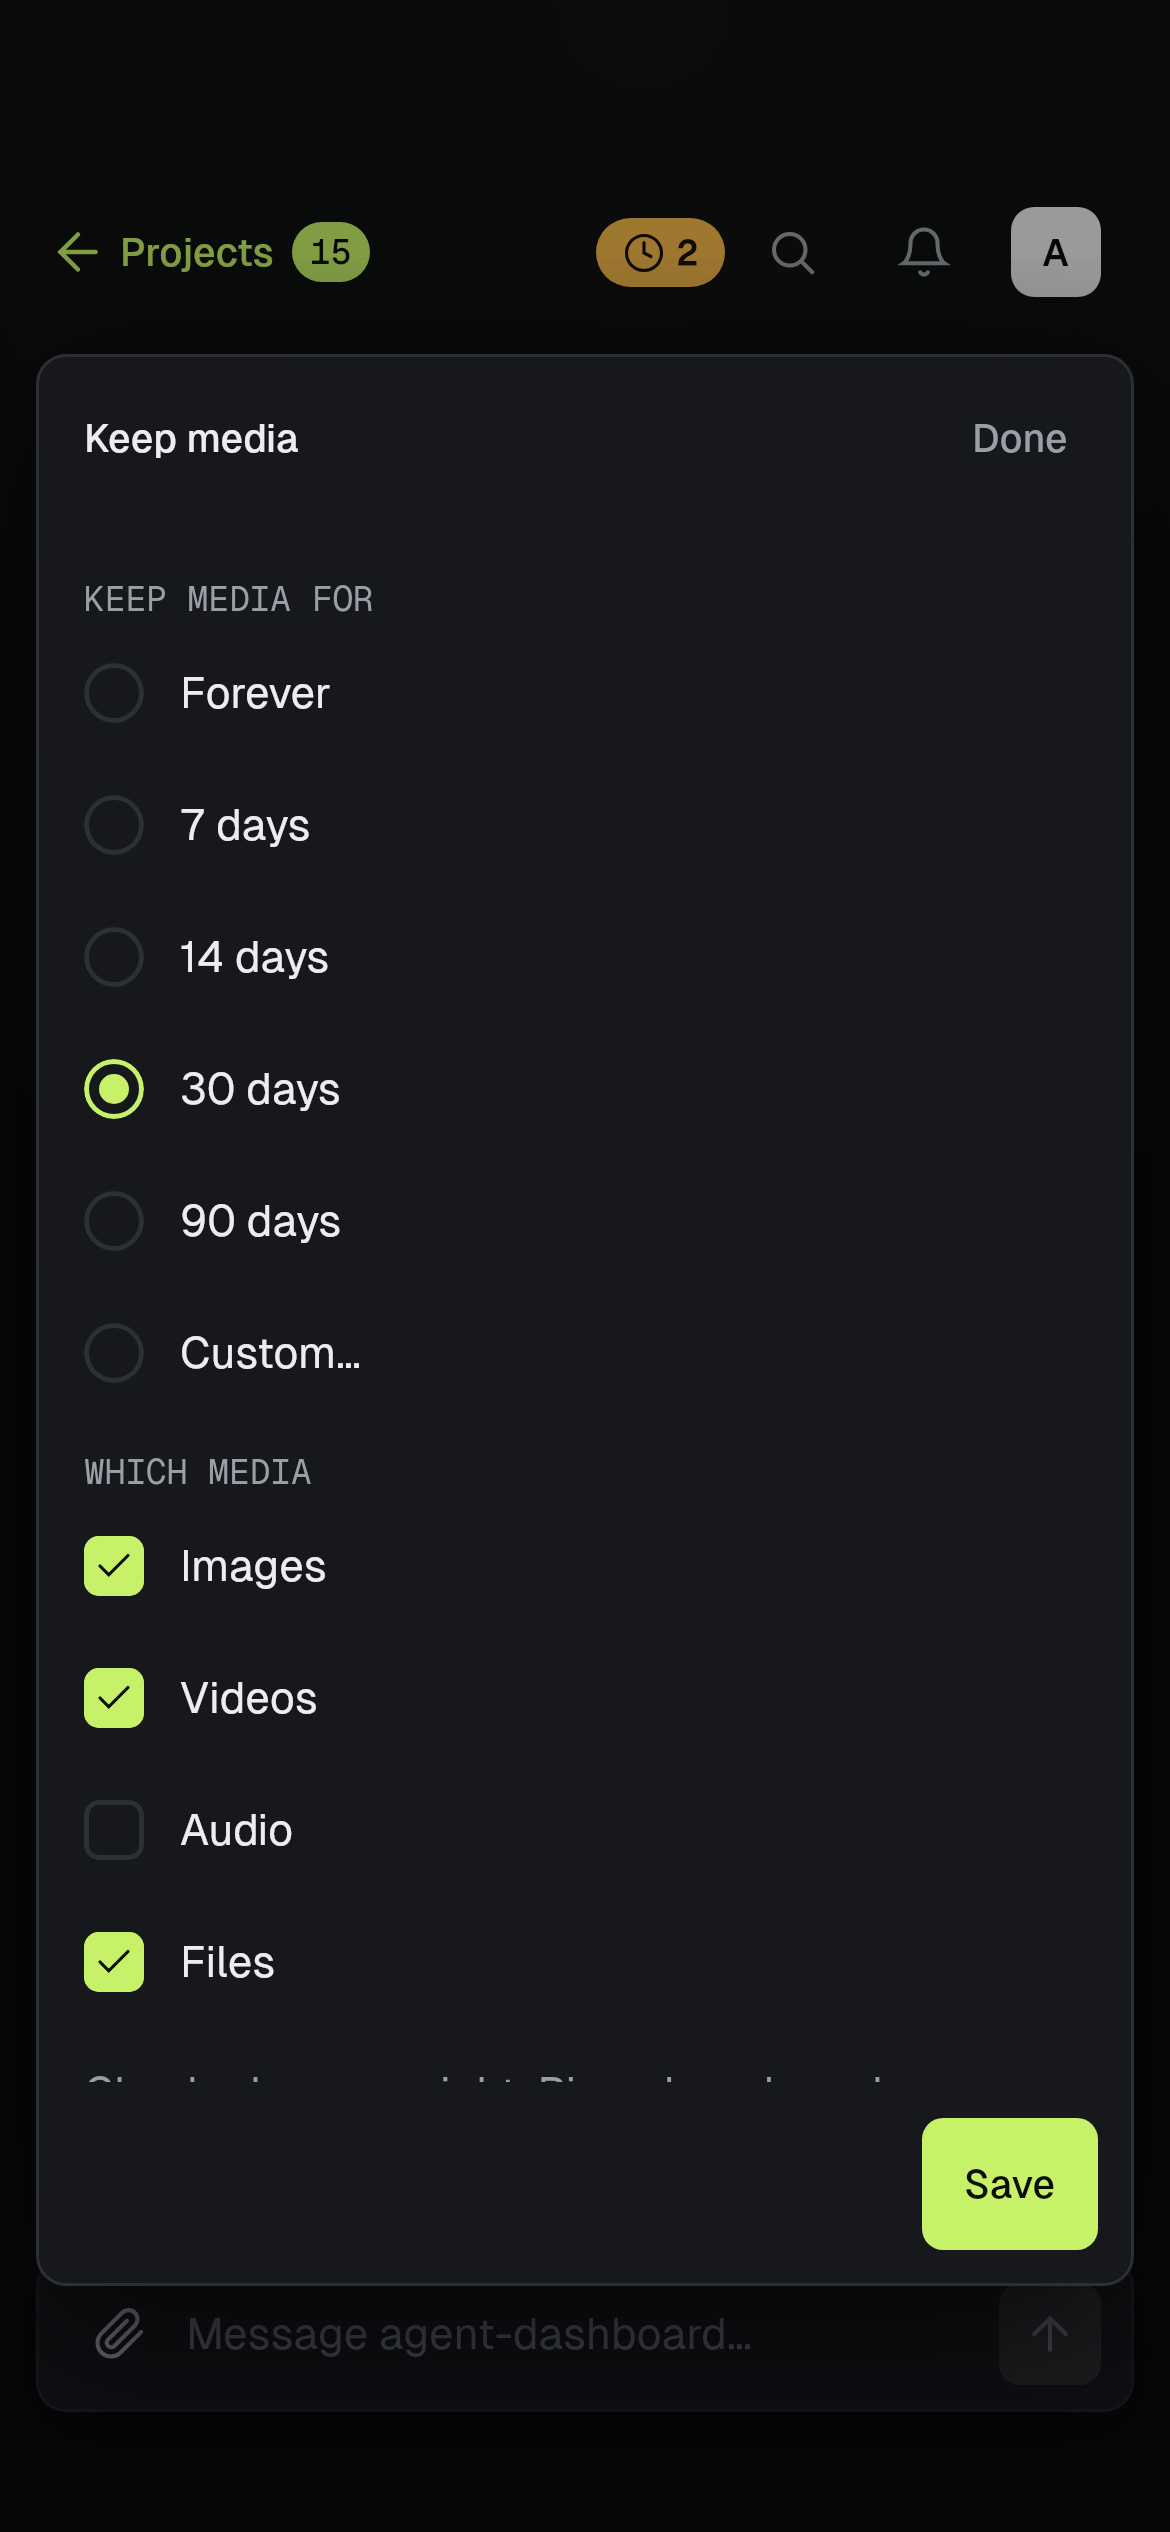 Projects 15
2
A
Keep media
Done
KEEP MEDIA FOR
Forever
7 days
14 days
30 days
90 days
Custom…
WHICH MEDIA
Images
Videos
Audio
Files
Save
Message agent-dashboard…